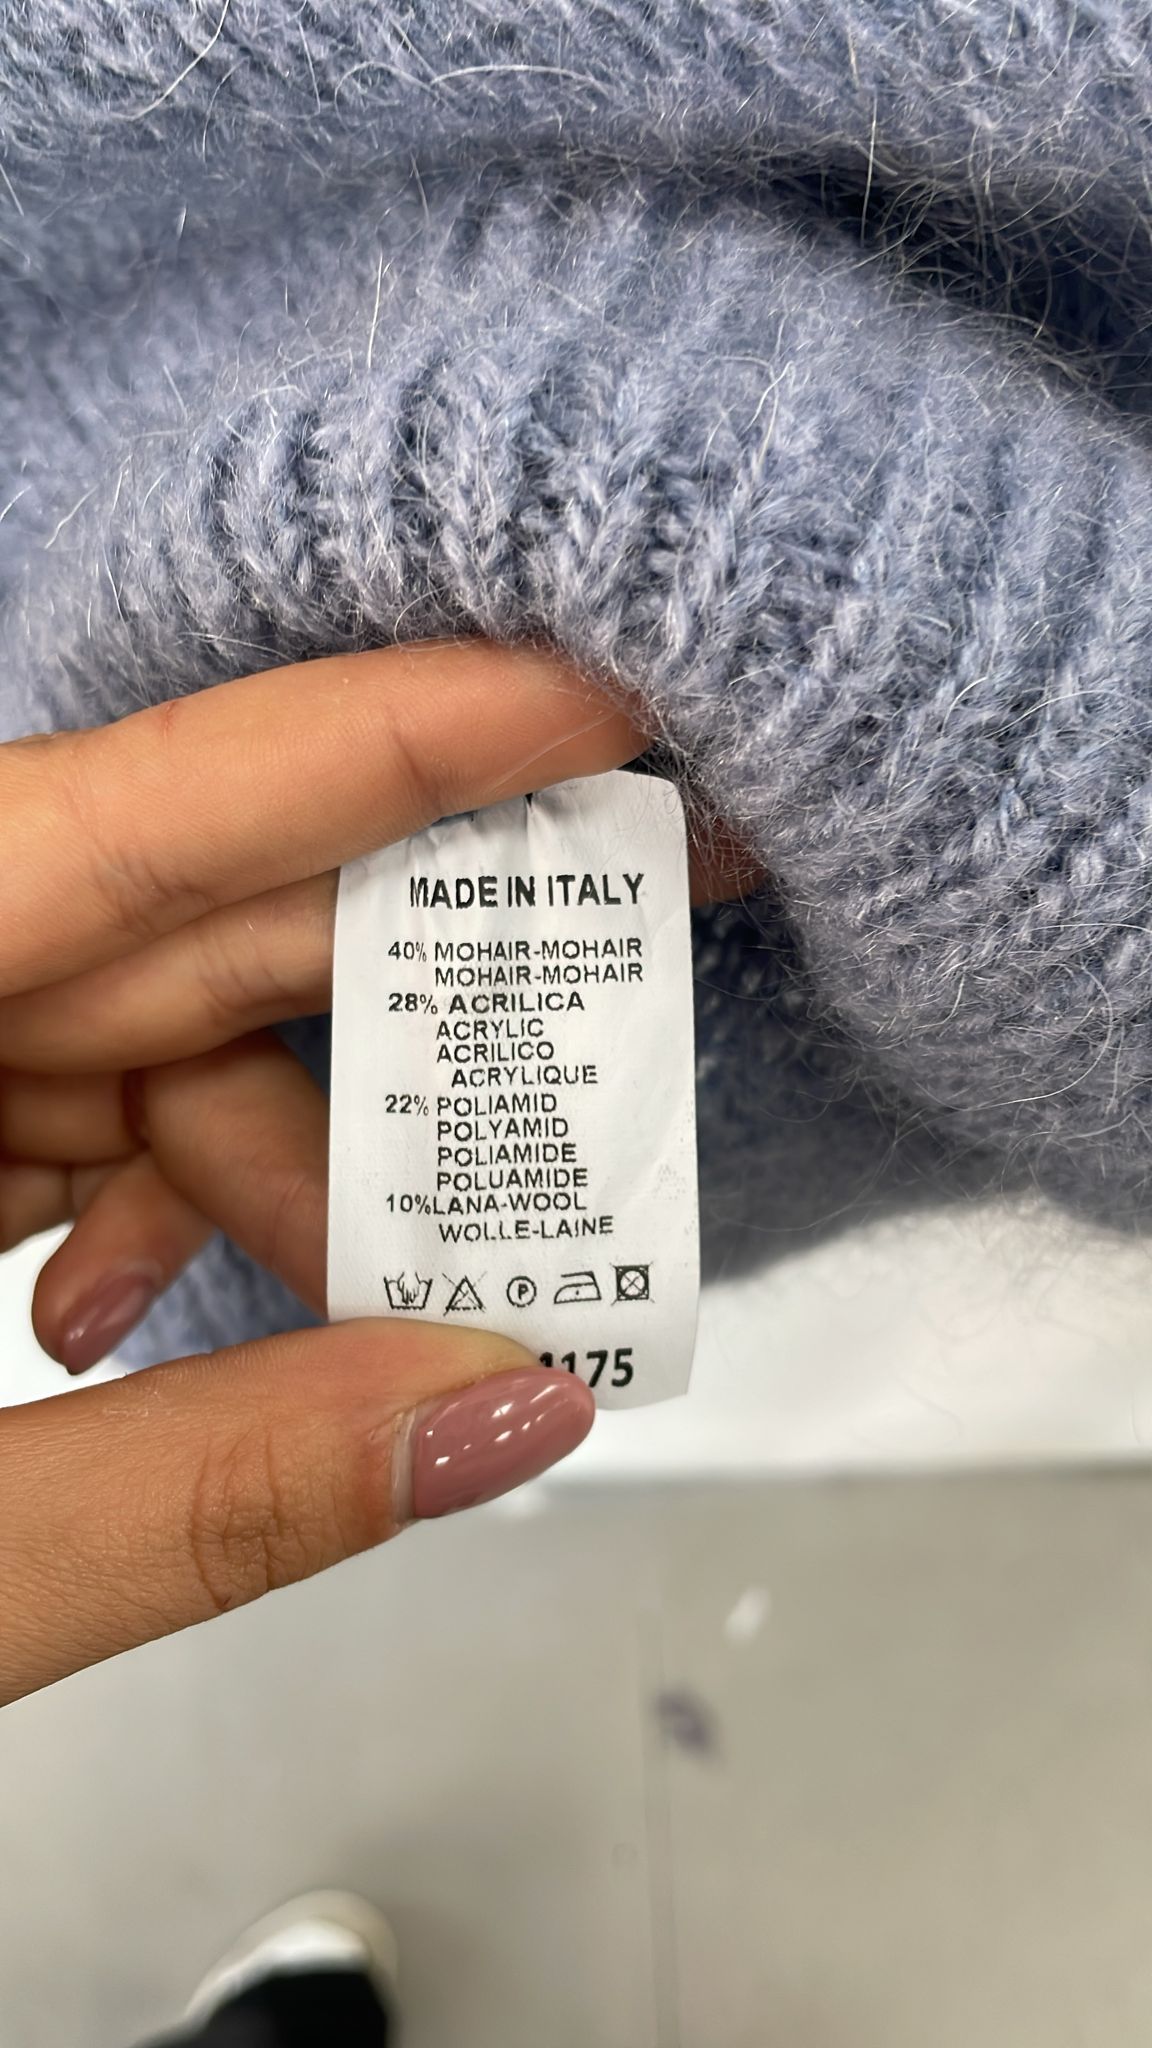 MADE IN ITALY
40% MOHAIR-MOHAIR
MOHAIR-MOHAIR
28% ACRILICA
ACRYLIC
ACRILICO
ACRYLIQUE
22% POLIAMID
POLYAMID
POLIAMIDE
POLUAMIDE
10%LANA-WOOL
WOLLE-LAINE
P
1175